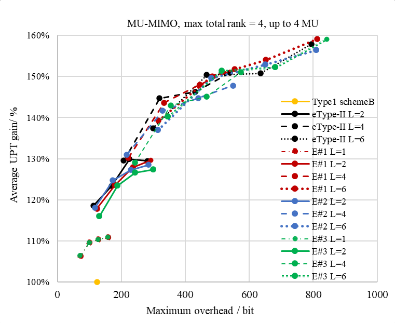 MU-MIMO, max total rank = 4, up to 4 MU
160%
150%
140%
130%
120%
110%
100%
Average UPT gain/ %
0
200
400
600
800
1000
Maximum overhead / bit
Type1 schemeB
eType-II L=2
eType-II L=4
eType-II L=6
E#1 L=1
E#1 L=2
E#1 L=4
E#1 L=6
E#2 L=2
E#2 L=4
E#2 L=6
E#3 L=1
E#3 L=2
E#3 L=4
E#3 L=6